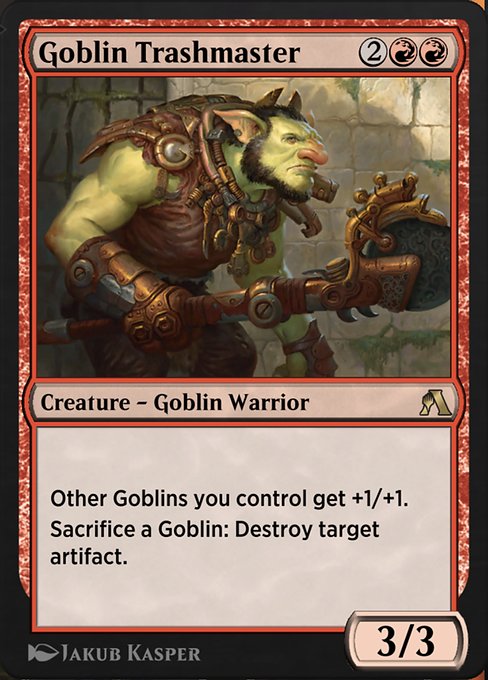 Goblin Trashmaster 2
Creature – Goblin Warrior
Other Goblins you control get +1/+1.
Sacrifice a Goblin: Destroy target
artifact.
3/3
Jakub Kasper